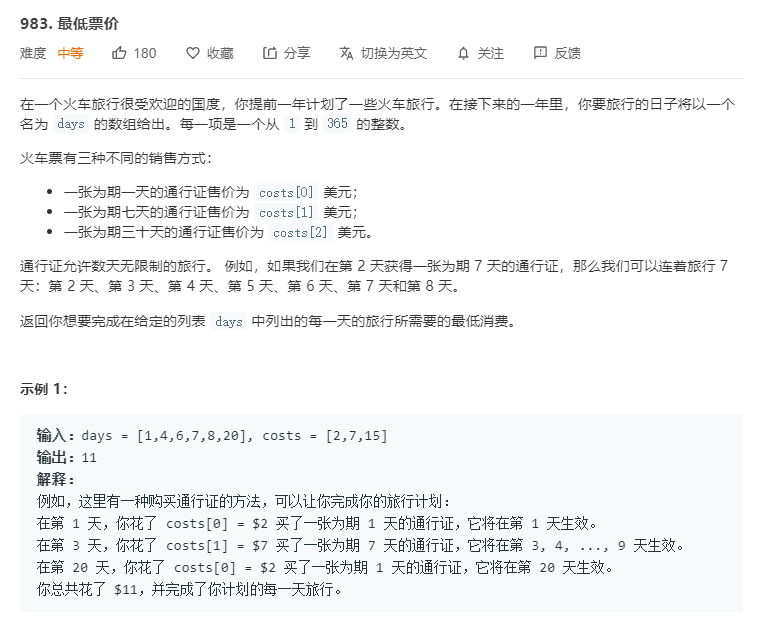 983. 最低票价
难度 中等 180 收藏 分享 切换为英文 关注 反馈
在一个火车旅行很受欢迎的国度，你提前一年计划了一些火车旅行。在接下来的一年里，你要旅行的日子将以一个
名为 days 的数组给出。每一项是一个从 1 到 365 的整数。
火车票有三种不同的销售方式：
• 一张为期一天的通行证售价为 costs[0] 美元；
• 一张为期七天的通行证售价为 costs[1] 美元；
• 一张为期三十天的通行证售价为 costs[2] 美元。
通行证允许数天无限制的旅行。 例如，如果我们在第 2 天获得一张为期 7 天的通行证，那么我们可以连着旅行 7
天：第 2 天、第 3 天、第 4 天、第 5 天、第 6 天、第 7 天和第 8 天。
返回你想要完成在给定的列表 days 中列出的每一天的旅行所需要的最低消费。
示例 1：
输入：days = [1,4,6,7,8,20], costs = [2,7,15]
输出：11
解释：
例如，这里有一种购买通行证的方法，可以让你完成你的旅行计划：
在第 1 天，你花了 costs[0] = $2 买了一张为期 1 天的通行证，它将在第 1 天生效。
在第 3 天，你花了 costs[1] = $7 买了一张为期 7 天的通行证，它将在第 3, 4, ..., 9 天生效。
在第 20 天，你花了 costs[0] = $2 买了一张为期 1 天的通行证，它将在第 20 天生效。
你总共花了 $11，并完成了你计划的每一天旅行。